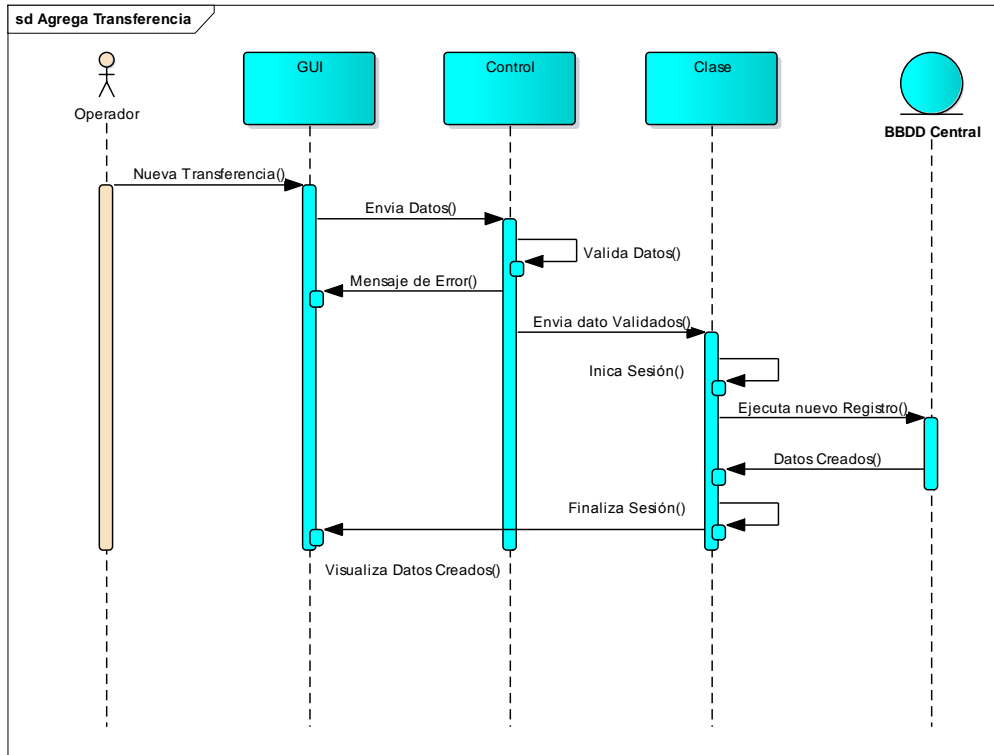 sd Agrega Transferencia
GUI
Control
Clase
Operador
BBDD Central
Nueva Transferencia()
Envia Datos()
Valida Datos()
Mensaje de Error()
Envia dato Validados()
Inica Sesión()
Ejecuta nuevo Registro()
Datos Creados()
Finaliza Sesión()
Visualiza Datos Creados()